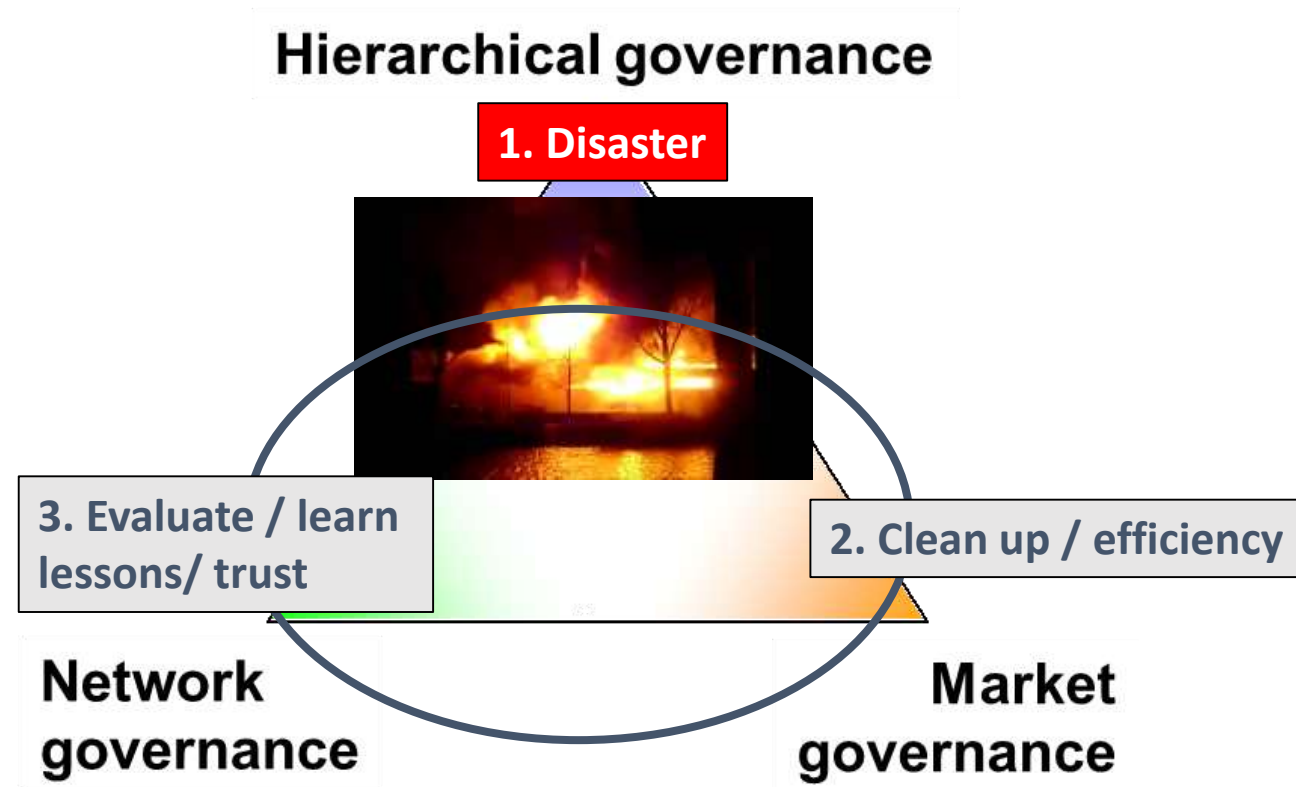 Hierarchical governance
1. Disaster
3. Evaluate / learn
lessons/ trust
2. Clean up / efficiency
Network
governance
Market
governance